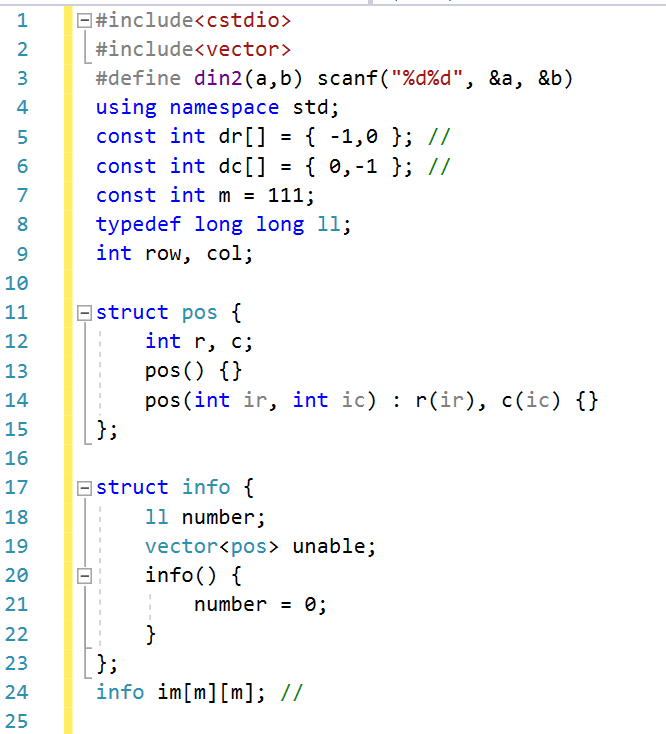 1 #include<cstdio>
2 #include<vector>
3 #define din2(a,b) scanf("%d%d", &a, &b)
4 using namespace std;
5 const int dr[] = { -1,0 }; //
6 const int dc[] = { 0,-1 }; //
7 const int m = 111;
8 typedef long long ll;
9 int row, col;
10
11 struct pos {
12 int r, c;
13 pos() {}
14 pos(int ir, int ic) : r(ir), c(ic) {}
15 };
16
17 struct info {
18 ll number;
19 vector<pos> unable;
20 info() {
21 number = 0;
22 }
23 };
24 info im[m][m]; //
25